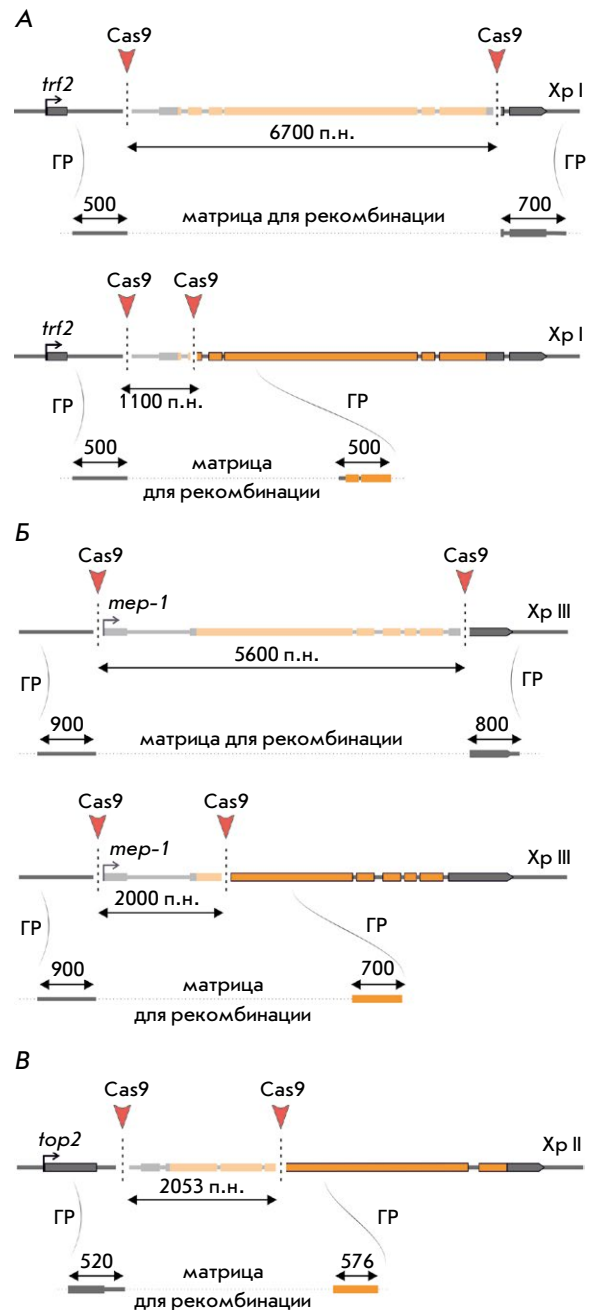 А
Cas9 Cas9
trf2
Хр I
6700 п.н.
ГР ГР
500 матрица для рекомбинации 700
Cas9 Cas9
trf2
Хр I
1100 п.н.
ГР ГР
500 матрица 500
для рекомбинации
Б
Cas9 Cas9
mep-1
Хр III
5600 п.н.
ГР ГР
900 матрица для рекомбинации 800
Cas9 Cas9
mep-1
Хр III
2000 п.н.
ГР ГР
900 матрица 700
для рекомбинации
В
Cas9 Cas9
top2
Хр II
2053 п.н.
ГР ГР
520 матрица 576
для рекомбинации